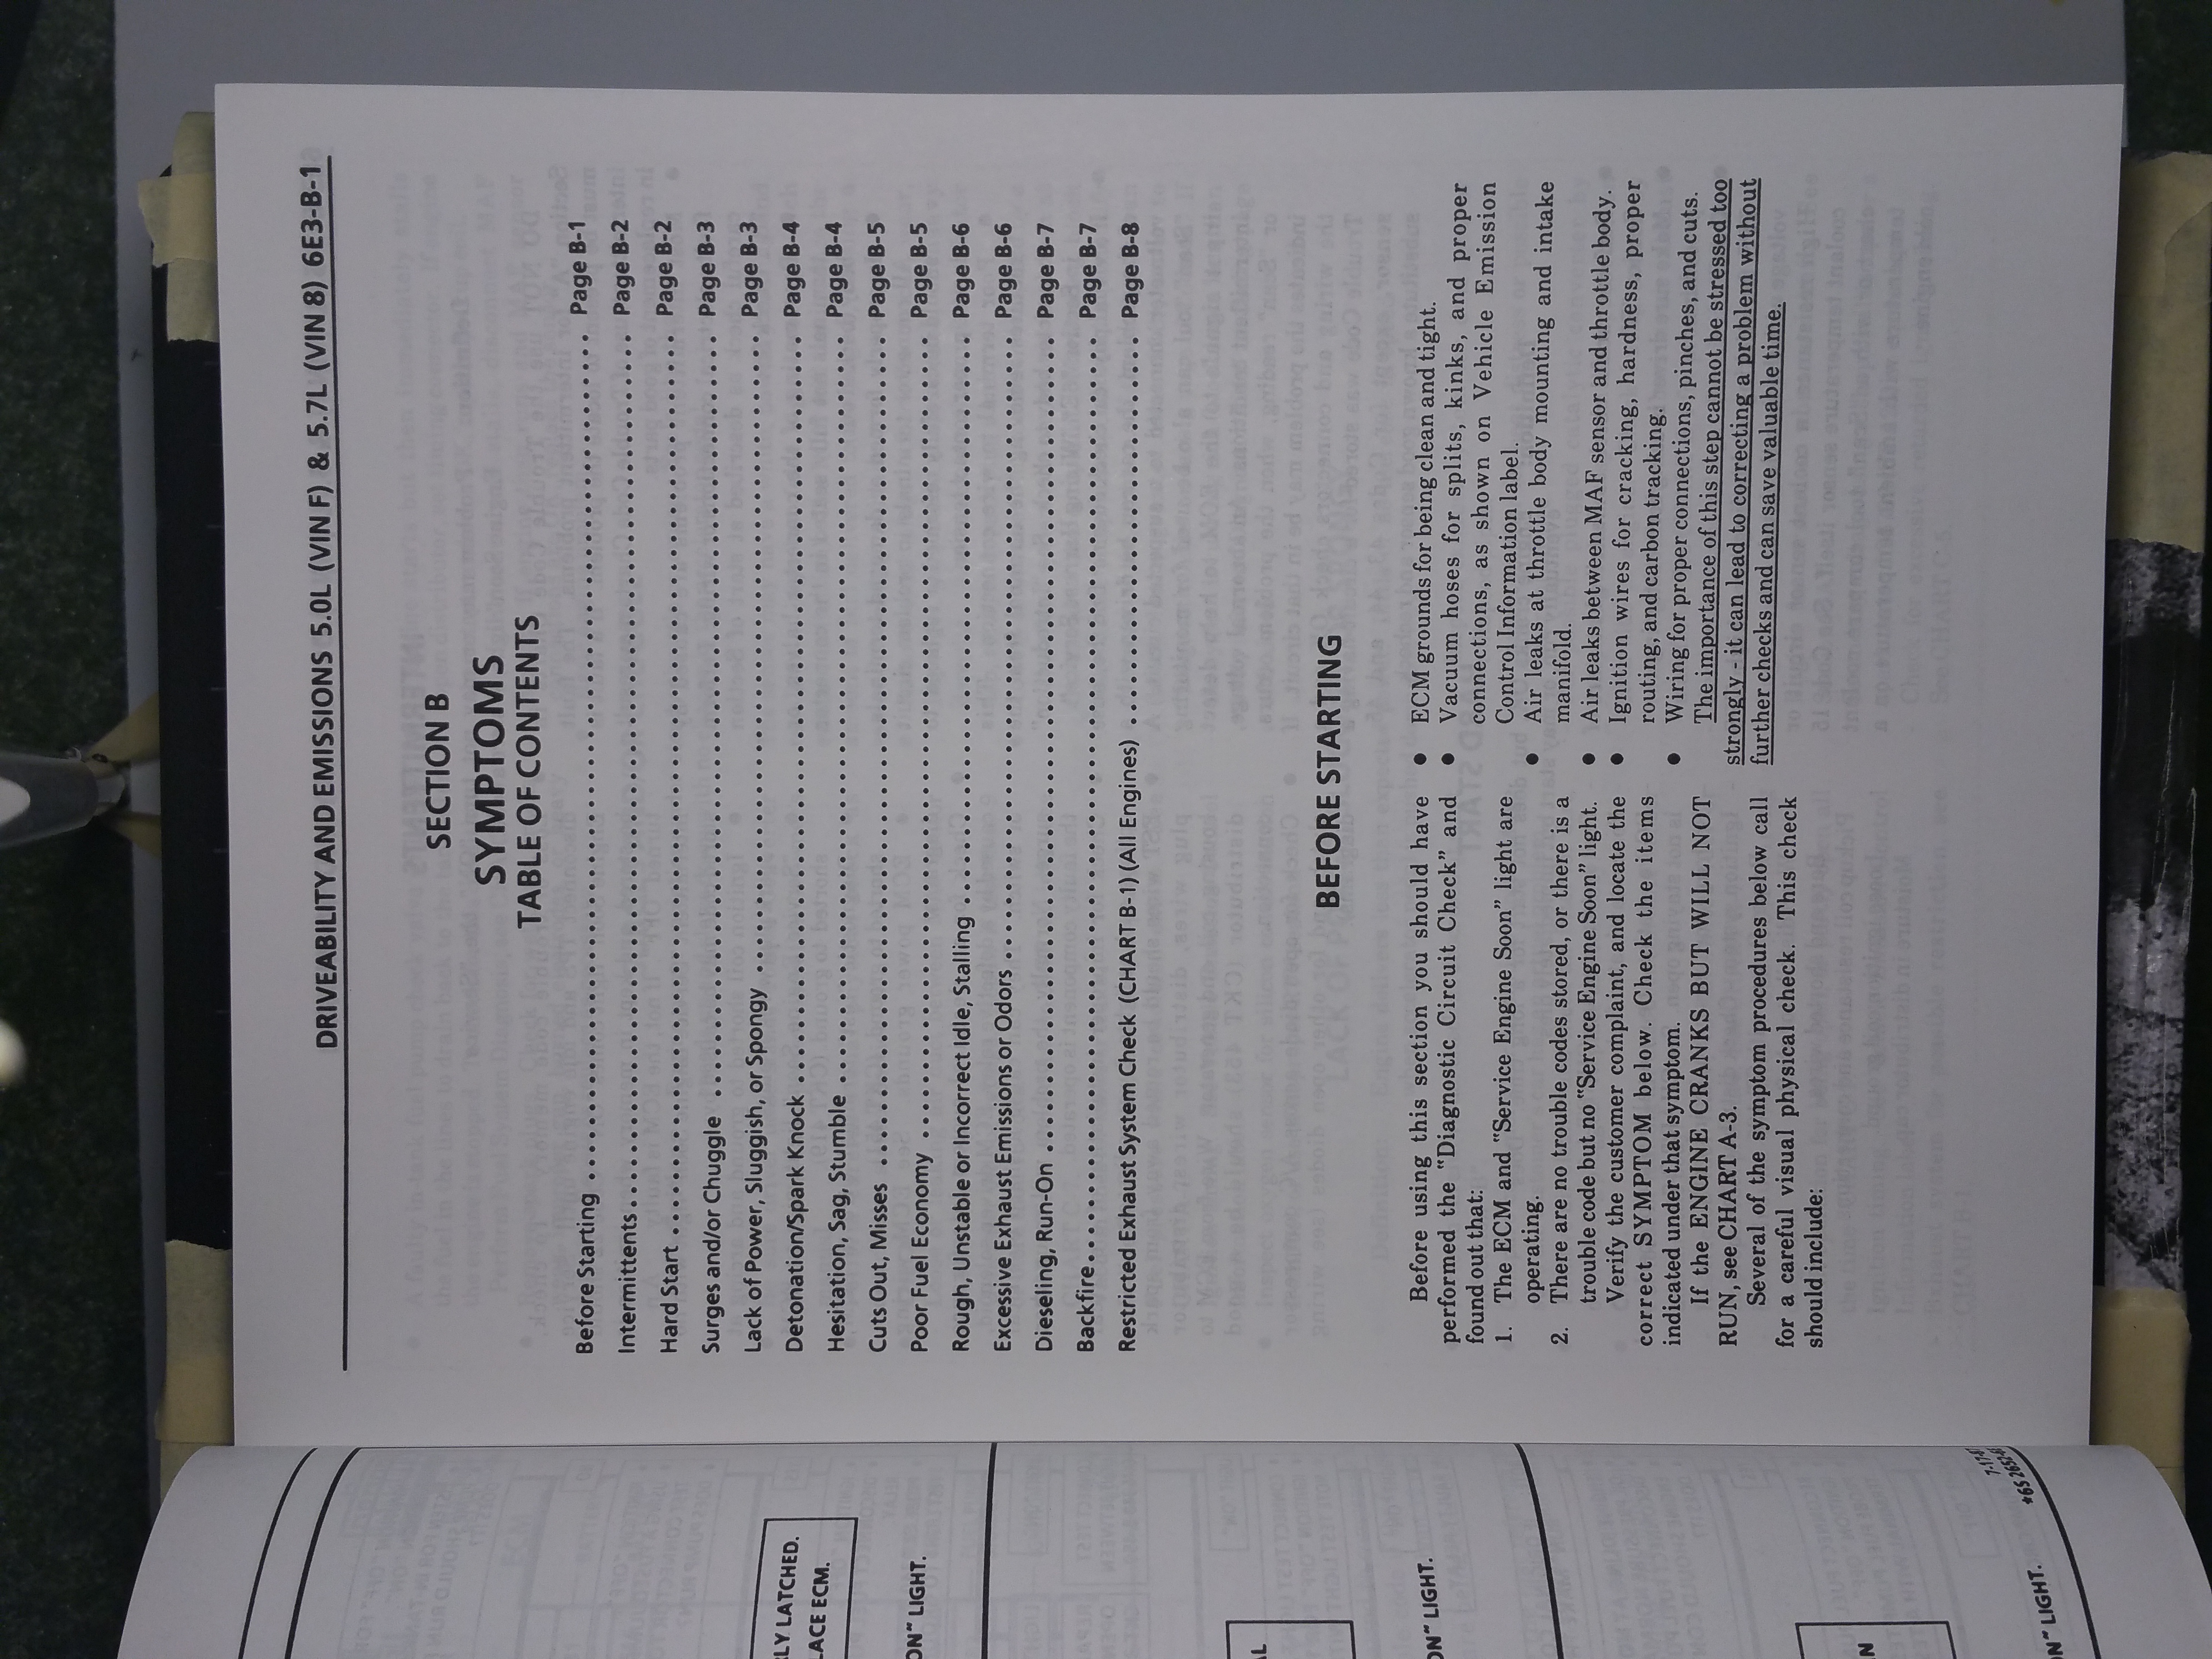 DRIVEABILITY AND EMISSIONS 5.0L (VIN F) & 5.7L (VIN 8) 6E3-B-1
SECTION B
SYMPTOMS
TABLE OF CONTENTS
Before Starting ........ Page B-1
Intermittents ........ Page B-2
Hard Start ........ Page B-2
Surges and/or Chuggle ........ Page B-3
Lack of Power, Sluggish, or Spongy ........ Page B-3
Detonation/Spark Knock ........ Page B-4
Hesitation, Sag, Stumble ........ Page B-4
Cuts Out, Misses ........ Page B-5
Poor Fuel Economy ........ Page B-5
Rough, Unstable or Incorrect Idle, Stalling ........ Page B-6
Excessive Exhaust Emissions or Odors ........ Page B-6
Dieseling, Run-On ........ Page B-7
Backfire ........ Page B-7
Restricted Exhaust System Check (CHART B-1) (All Engines) ........ Page B-8
BEFORE STARTING
Before using this section you should have
performed the "Diagnostic Circuit Check" and
found out that:
1. The ECM and "Service Engine Soon" light are
operating.
2. There are no trouble codes stored, or there is a
trouble code but no "Service Engine Soon" light.
Verify the customer complaint, and locate the
correct SYMPTOM below. Check the items
indicated under that symptom.
If the ENGINE CRANKS BUT WILL NOT
RUN, see CHART A-3.
Several of the symptom procedures below call
for a careful visual physical check. This check
should include:
● ECM grounds for being clean and tight.
● Vacuum hoses for splits, kinks, and proper
connections, as shown on Vehicle Emission
Control Information label.
● Air leaks at throttle body mounting and intake
manifold.
● Air leaks between MAF sensor and throttle body.
● Ignition wires for cracking, hardness, proper
routing, and carbon tracking.
● Wiring for proper connections, pinches, and cuts.
The importance of this step cannot be stressed too
strongly - it can lead to correcting a problem without
further checks and can save valuable time.
RLY LATCHED.
LACE ECM.
ON" LIGHT.
AL
ON" LIGHT.
N
ON" LIGHT.